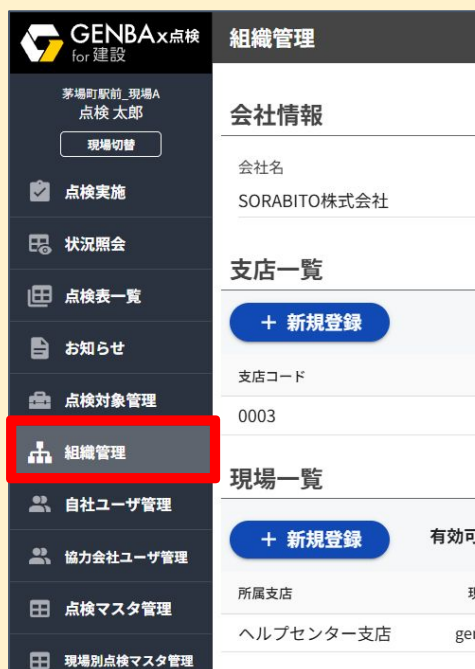 GENBAx点検
for 建設
茅場町駅前_現場A
点検 太郎
現場切替
点検実施
状況照会
点検表一覧
お知らせ
点検対象管理
組織管理
自社ユーザ管理
協力会社ユーザ管理
点検マスタ管理
現場別点検マスタ管理
組織管理
会社情報
会社名
SORABITO株式会社
支店一覧
+ 新規登録
支店コード
0003
現場一覧
+ 新規登録 有効可
所属支店 現
ヘルプセンター支店 gen